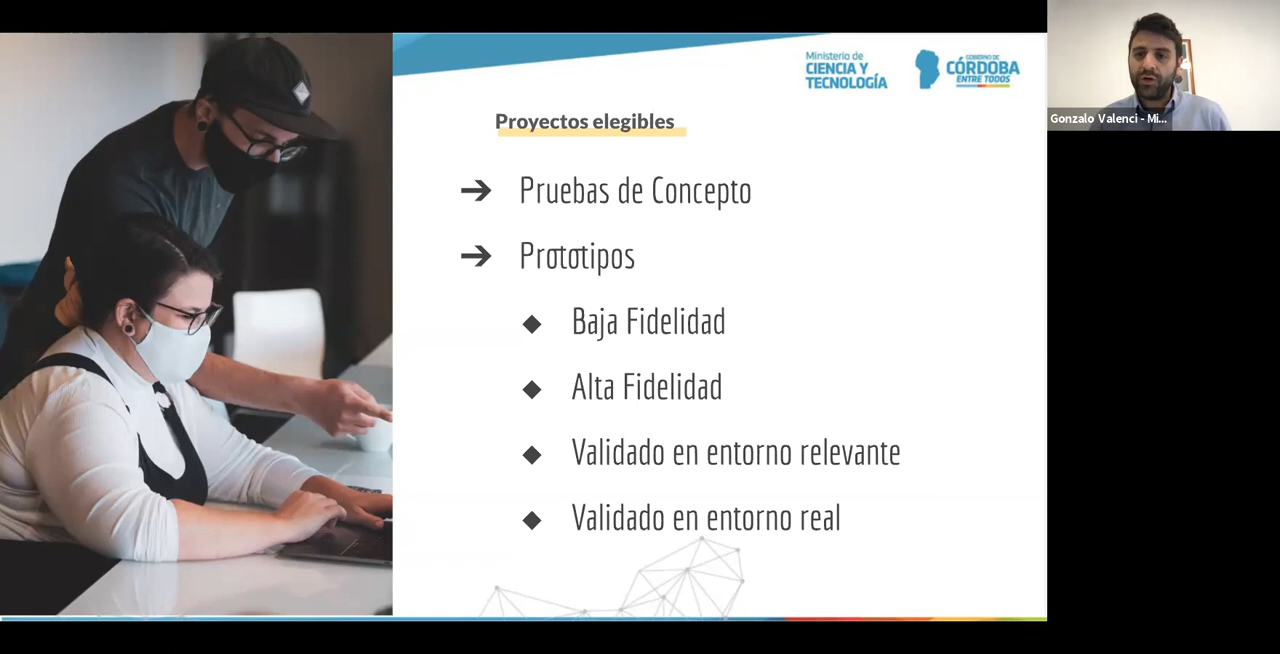 Ministerio de
CIENCIA Y
TECNOLOGÍA
GOBIERNO DE
CÓRDOBA
ENTRE TODOS
Gonzalo Valenci - Mi...
Proyectos elegibles
➔ Pruebas de Concepto
➔ Prototipos
◆ Baja Fidelidad
◆ Alta Fidelidad
◆ Validado en entorno relevante
◆ Validado en entorno real